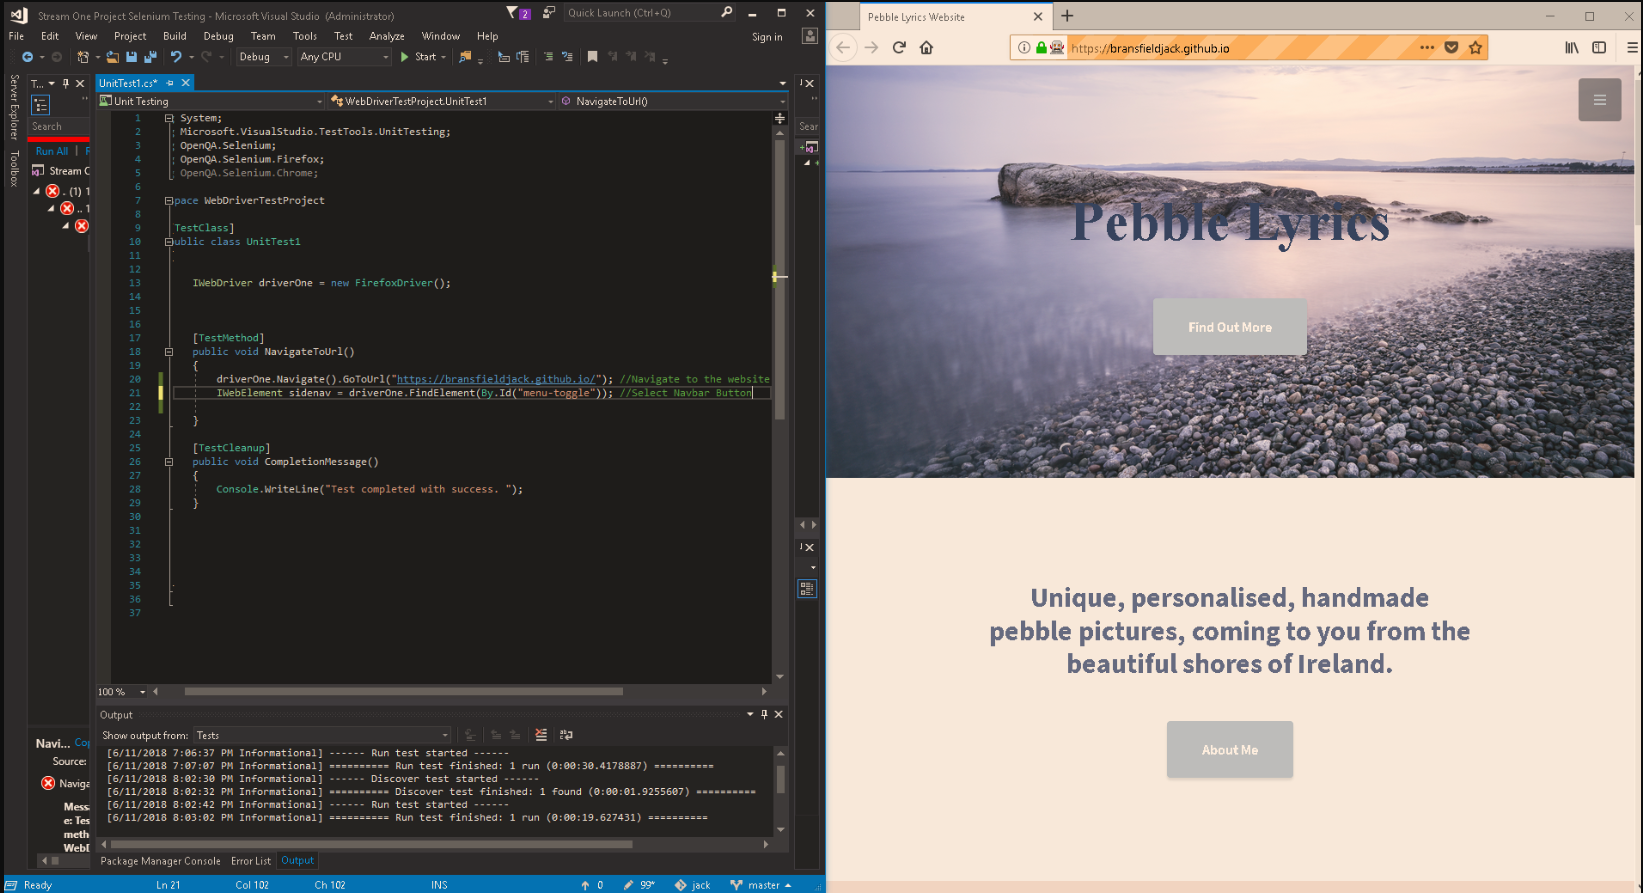 Stream One Project Selenium Testing - Microsoft Visual Studio (Administrator)
2
Quick Launch (Ctrl+Q)
File Edit View Project Build Debug Team Tools Test Analyze Window Help
Sign in
Debug Any CPU Start
Server Explorer
Toolbox
T...
Search
Run All |
Stream C
. (1) 1
.. 1
UnitTest1.cs*
Unit Testing WebDriverTestProject.UnitTest1 NavigateToUrl()
1 System;
2 Microsoft.VisualStudio.TestTools.UnitTesting;
3 OpenQA.Selenium;
4 OpenQA.Selenium.Firefox;
5 OpenQA.Selenium.Chrome;
6
7 pace WebDriverTestProject
8
9 TestClass]
10 ublic class UnitTest1
11
12
13 IWebDriver driverOne = new FirefoxDriver();
14
15
16
17 [TestMethod]
18 public void NavigateToUrl()
19 {
20 driverOne.Navigate().GoToUrl("https://bransfieldjack.github.io/"); //Navigate to the website
21 IWebElement sidenav = driverOne.FindElement(By.Id("menu-toggle")); //Select Navbar Button
22
23 }
24
25 [TestCleanup]
26 public void CompletionMessage()
27 {
28 Console.WriteLine("Test completed with success. ");
29 }
30
31
32
33
34
35
36
37
100 %
Sear
Output
Show output from: Tests
[6/11/2018 7:06:37 PM Informational] ------ Run test started ------
[6/11/2018 7:07:07 PM Informational] ========== Run test finished: 1 run (0:00:30.4178887) ==========
[6/11/2018 8:02:30 PM Informational] ------ Discover test started ------
[6/11/2018 8:02:32 PM Informational] ========== Discover test finished: 1 found (0:00:01.9255607) ==========
[6/11/2018 8:02:42 PM Informational] ------ Run test started ------
[6/11/2018 8:03:02 PM Informational] ========== Run test finished: 1 run (0:00:19.627431) ==========
Navi... Cop
Source:
Naviga
Mess
e: Tes
meth
WebD
Package Manager Console Error List Output
Ready Ln 21 Col 102 Ch 102 INS 0 99* jack master
Pebble Lyrics Website
https://bransfieldjack.github.io
Pebble Lyrics
Find Out More
Unique, personalised, handmade
pebble pictures, coming to you from the
beautiful shores of Ireland.
About Me